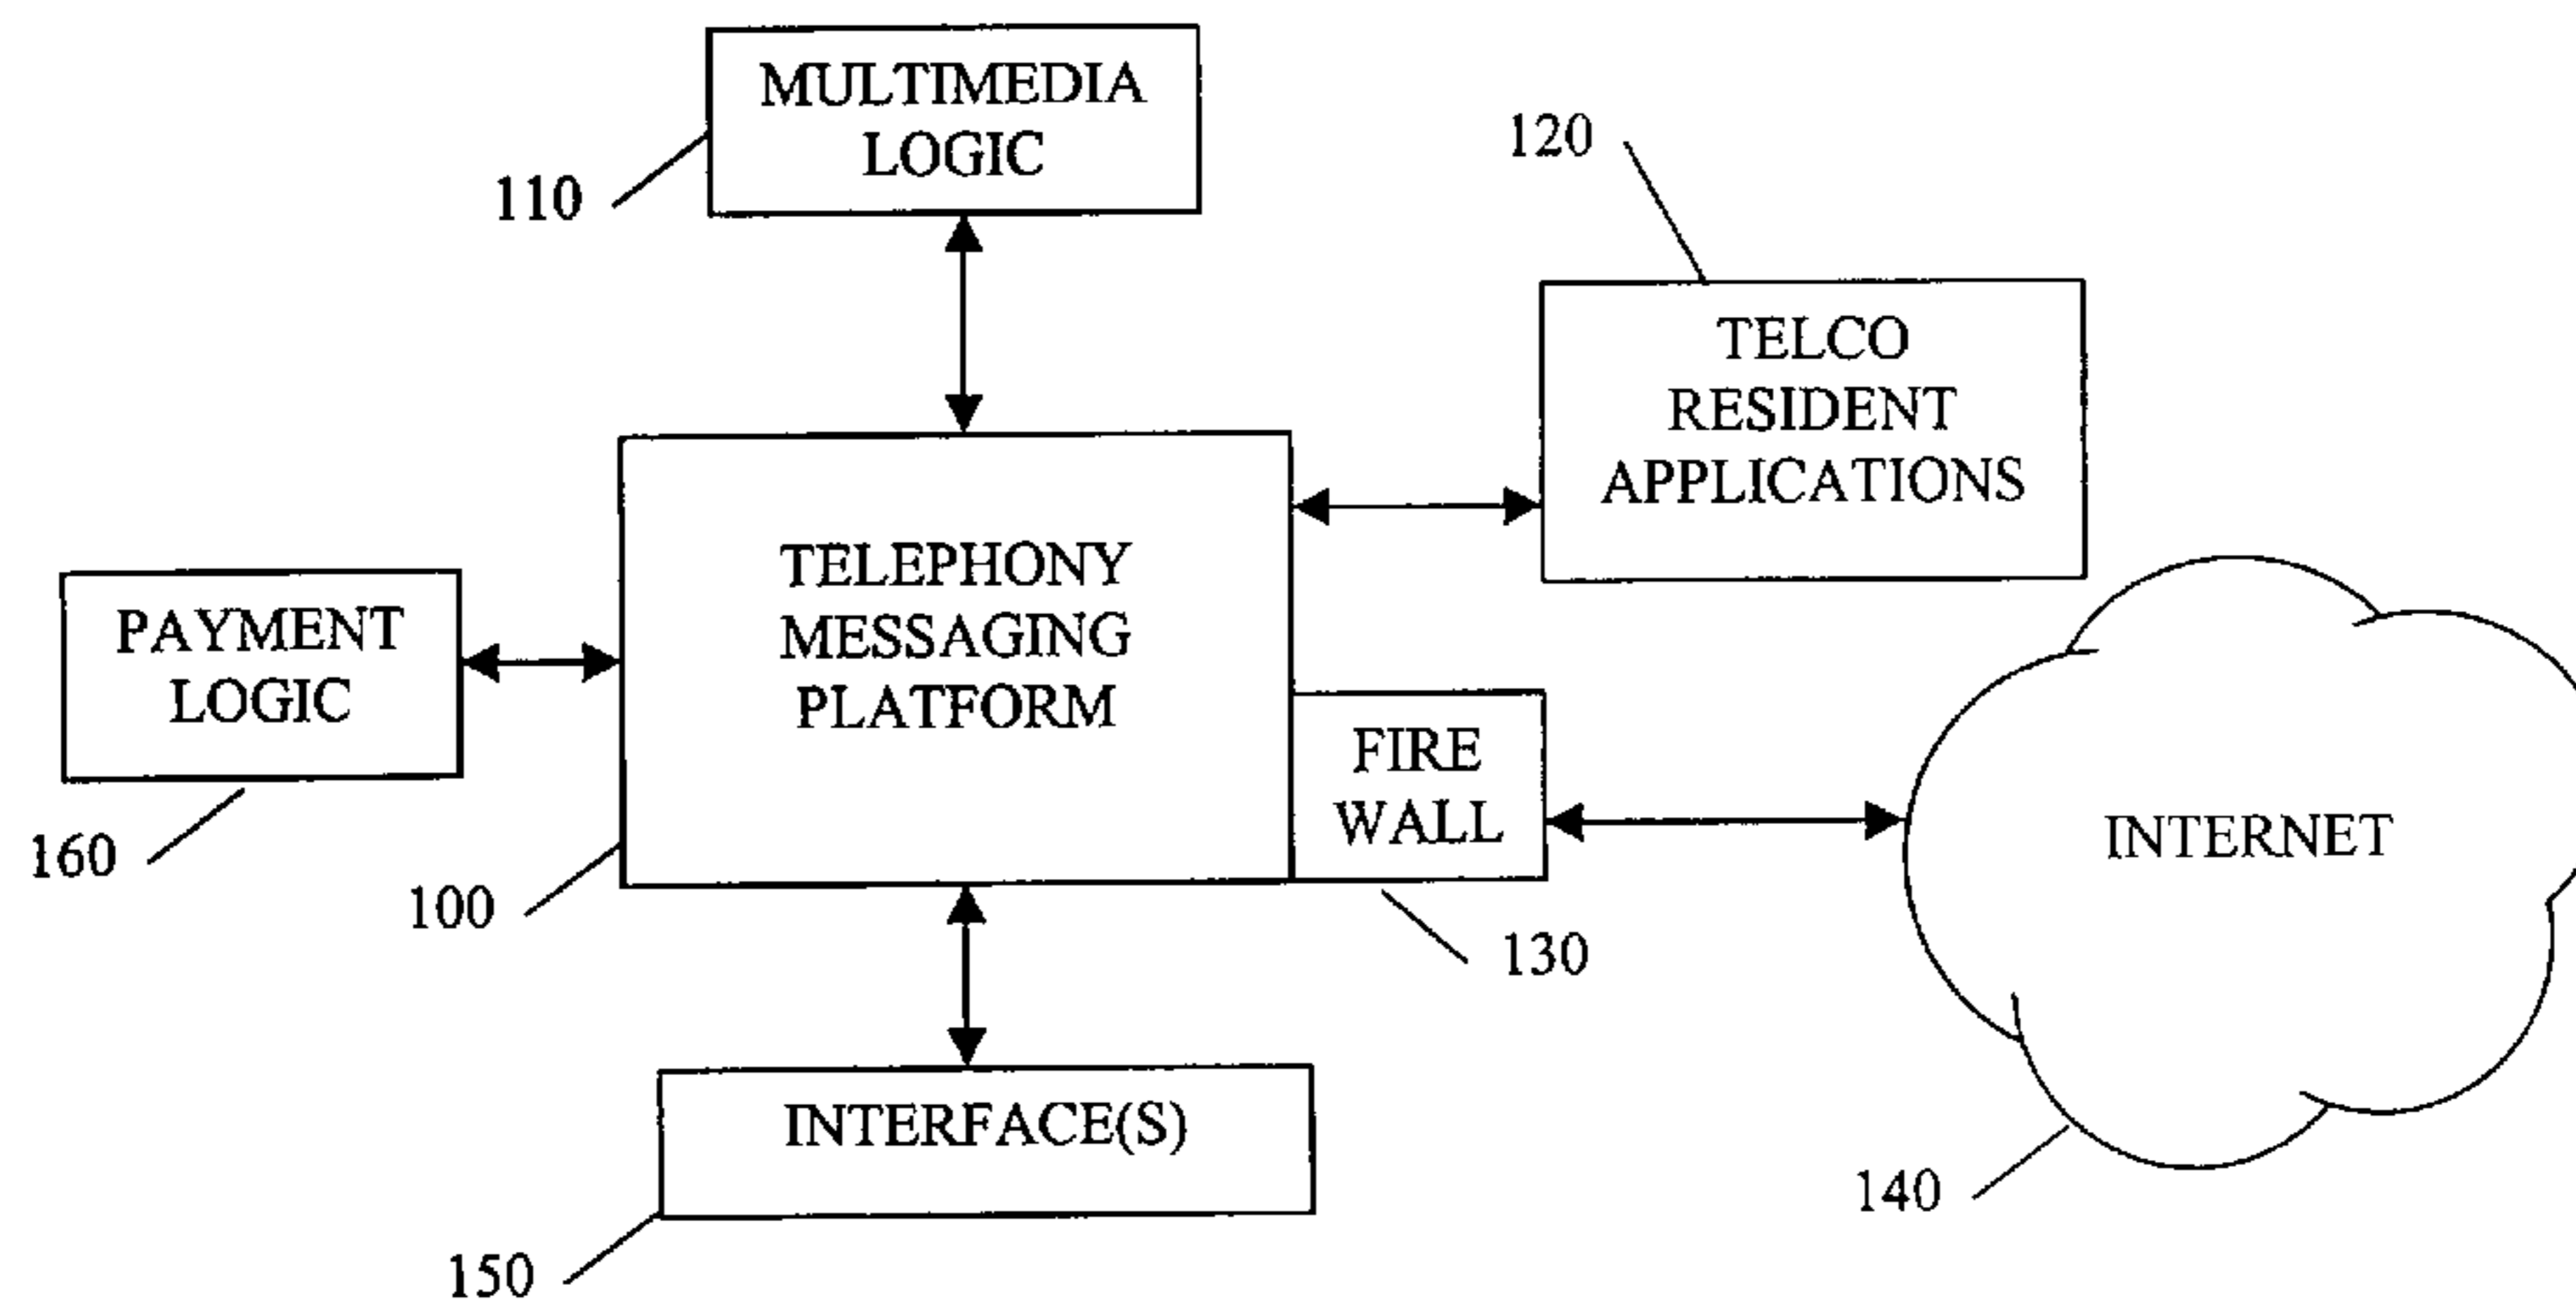 MULTIMEDIA
LOGIC
110
120
TELCO
RESIDENT
APPLICATIONS
TELEPHONY
MESSAGING
PLATFORM
PAYMENT
LOGIC
160
100
FIRE
WALL
130
INTERNET
140
INTERFACE(S)
150